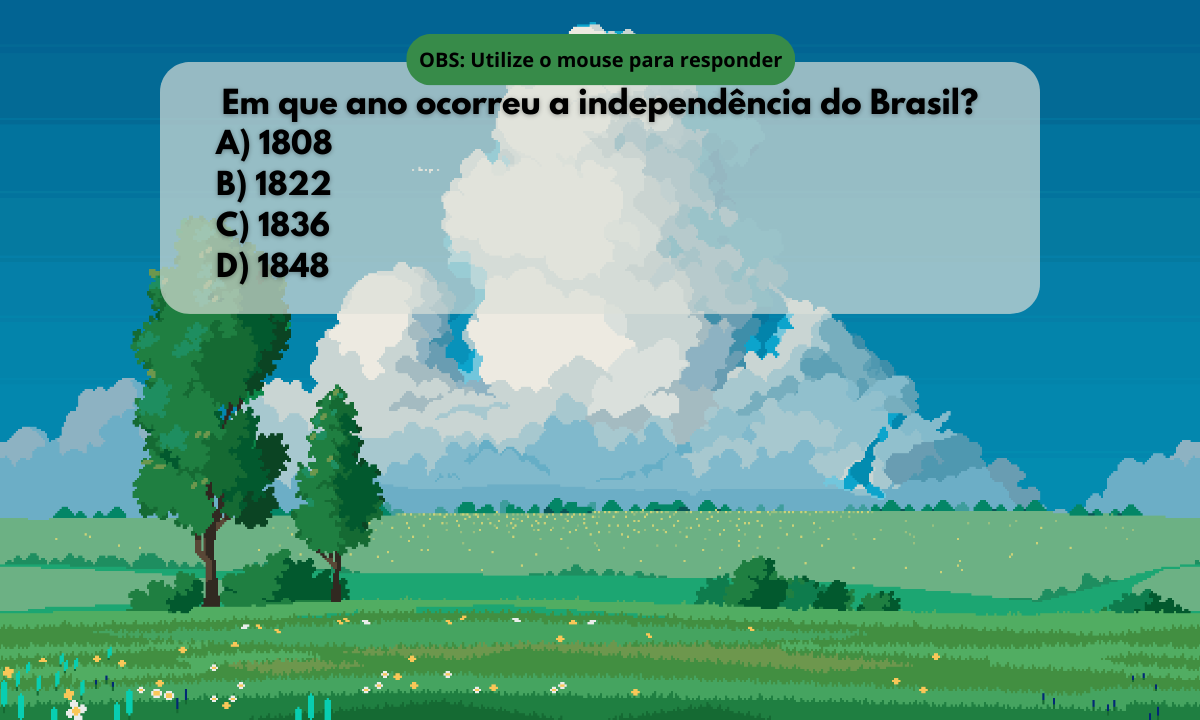 OBS: Utilize o mouse para responder
Em que ano ocorreu a independência do Brasil?
A) 1808
B) 1822
C) 1836
D) 1848